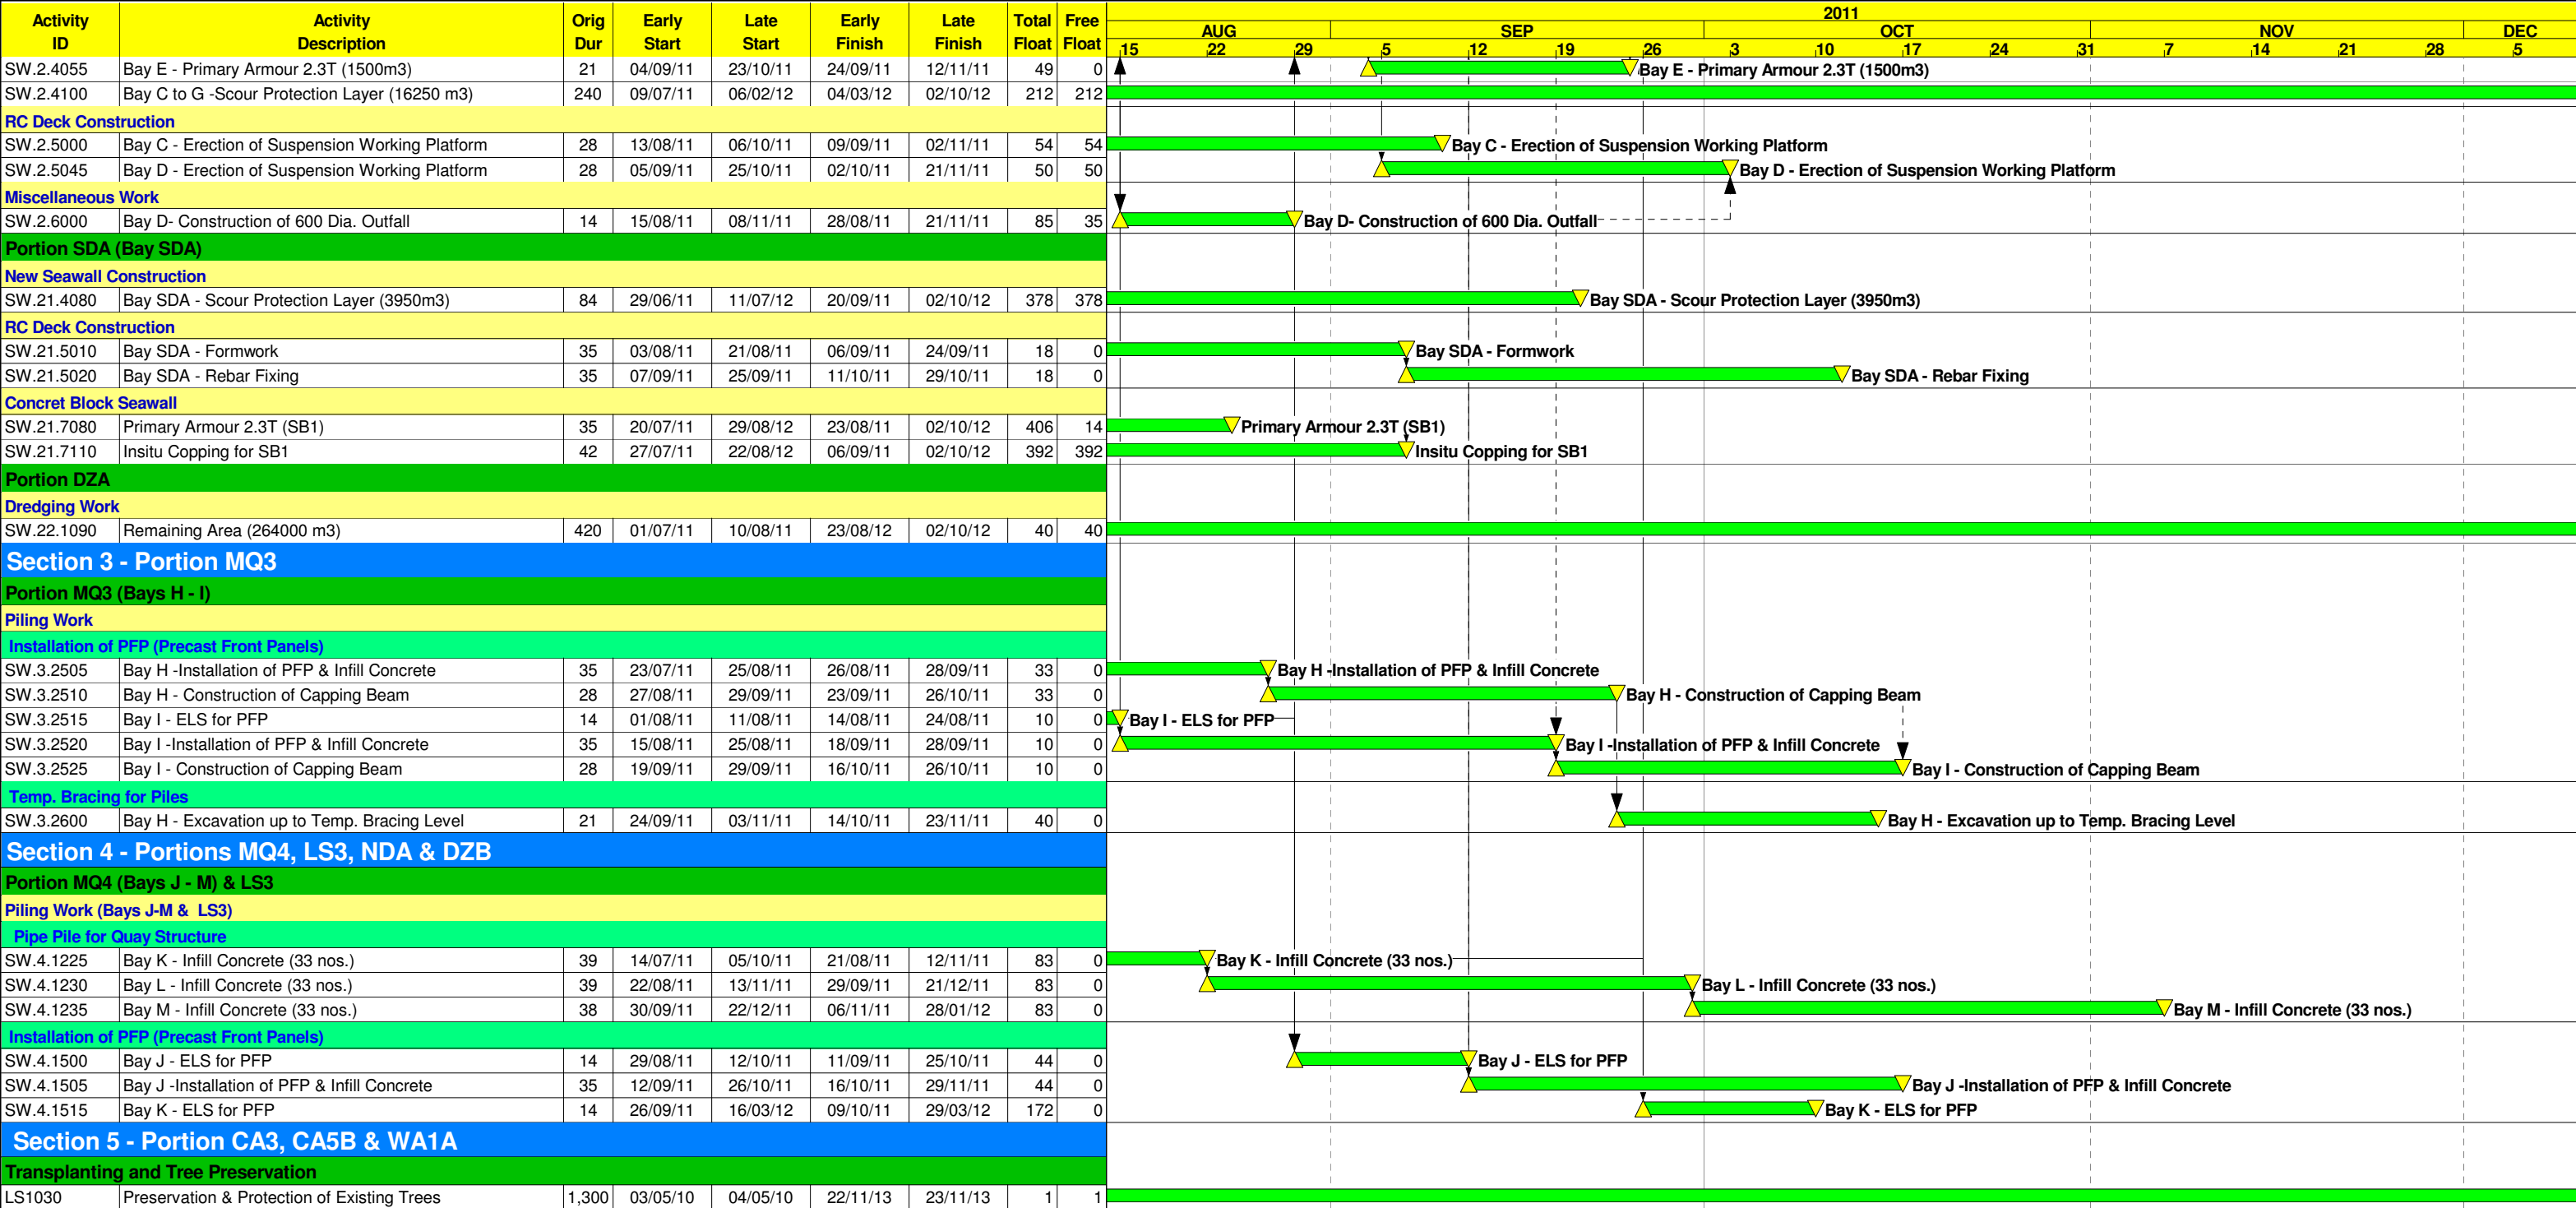 Activity Activity Orig Early Late Early Late Total Free 2011
ID Description Dur Start Start Finish Finish Float Float AUG SEP OCT NOV DEC
15 22 29 5 12 19 26 3 10 17 24 31 7 14 21 28 5
SW.2.4055 Bay E - Primary Armour 2.3T (1500m3) 21 04/09/11 23/10/11 24/09/11 12/11/11 49 0 Bay E - Primary Armour 2.3T (1500m3)
SW.2.4100 Bay C to G -Scour Protection Layer (16250 m3) 240 09/07/11 06/02/12 04/03/12 02/10/12 212 212
RC Deck Construction
SW.2.5000 Bay C - Erection of Suspension Working Platform 28 13/08/11 06/10/11 09/09/11 02/11/11 54 54 Bay C - Erection of Suspension Working Platform
SW.2.5045 Bay D - Erection of Suspension Working Platform 28 05/09/11 25/10/11 02/10/11 21/11/11 50 50 Bay D - Erection of Suspension Working Platform
Miscellaneous Work
SW.2.6000 Bay D- Construction of 600 Dia. Outfall 14 15/08/11 08/11/11 28/08/11 21/11/11 85 35 Bay D- Construction of 600 Dia. Outfall
Portion SDA (Bay SDA)
New Seawall Construction
SW.21.4080 Bay SDA - Scour Protection Layer (3950m3) 84 29/06/11 11/07/12 20/09/11 02/10/12 378 378 Bay SDA - Scour Protection Layer (3950m3)
RC Deck Construction
SW.21.5010 Bay SDA - Formwork 35 03/08/11 21/08/11 06/09/11 24/09/11 18 0 Bay SDA - Formwork
SW.21.5020 Bay SDA - Rebar Fixing 35 07/09/11 25/09/11 11/10/11 29/10/11 18 0 Bay SDA - Rebar Fixing
Concret Block Seawall
SW.21.7080 Primary Armour 2.3T (SB1) 35 20/07/11 29/08/12 23/08/11 02/10/12 406 14 Primary Armour 2.3T (SB1)
SW.21.7110 Insitu Copping for SB1 42 27/07/11 22/08/12 06/09/11 02/10/12 392 392 Insitu Copping for SB1
Portion DZA
Dredging Work
SW.22.1090 Remaining Area (264000 m3) 420 01/07/11 10/08/11 23/08/12 02/10/12 40 40
Section 3 - Portion MQ3
Portion MQ3 (Bays H - I)
Piling Work
Installation of PFP (Precast Front Panels)
SW.3.2505 Bay H -Installation of PFP & Infill Concrete 35 23/07/11 25/08/11 26/08/11 28/09/11 33 0 Bay H -Installation of PFP & Infill Concrete
SW.3.2510 Bay H - Construction of Capping Beam 28 27/08/11 29/09/11 23/09/11 26/10/11 33 0 Bay H - Construction of Capping Beam
SW.3.2515 Bay I - ELS for PFP 14 01/08/11 11/08/11 14/08/11 24/08/11 10 0 Bay I - ELS for PFP
SW.3.2520 Bay I -Installation of PFP & Infill Concrete 35 15/08/11 25/08/11 18/09/11 28/09/11 10 0 Bay I -Installation of PFP & Infill Concrete
SW.3.2525 Bay I - Construction of Capping Beam 28 19/09/11 29/09/11 16/10/11 26/10/11 10 0 Bay I - Construction of Capping Beam
Temp. Bracing for Piles
SW.3.2600 Bay H - Excavation up to Temp. Bracing Level 21 24/09/11 03/11/11 14/10/11 23/11/11 40 0 Bay H - Excavation up to Temp. Bracing Level
Section 4 - Portions MQ4, LS3, NDA & DZB
Portion MQ4 (Bays J - M) & LS3
Piling Work (Bays J-M & LS3)
Pipe Pile for Quay Structure
SW.4.1225 Bay K - Infill Concrete (33 nos.) 39 14/07/11 05/10/11 21/08/11 12/11/11 83 0 Bay K - Infill Concrete (33 nos.)
SW.4.1230 Bay L - Infill Concrete (33 nos.) 39 22/08/11 13/11/11 29/09/11 21/12/11 83 0 Bay L - Infill Concrete (33 nos.)
SW.4.1235 Bay M - Infill Concrete (33 nos.) 38 30/09/11 22/12/11 06/11/11 28/01/12 83 0 Bay M - Infill Concrete (33 nos.)
Installation of PFP (Precast Front Panels)
SW.4.1500 Bay J - ELS for PFP 14 29/08/11 12/10/11 11/09/11 25/10/11 44 0 Bay J - ELS for PFP
SW.4.1505 Bay J -Installation of PFP & Infill Concrete 35 12/09/11 26/10/11 16/10/11 29/11/11 44 0 Bay J -Installation of PFP & Infill Concrete
SW.4.1515 Bay K - ELS for PFP 14 26/09/11 16/03/12 09/10/11 29/03/12 172 0 Bay K - ELS for PFP
Section 5 - Portion CA3, CA5B & WA1A
Transplanting and Tree Preservation
LS1030 Preservation & Protection of Existing Trees 1,300 03/05/10 04/05/10 22/11/13 23/11/13 1 1